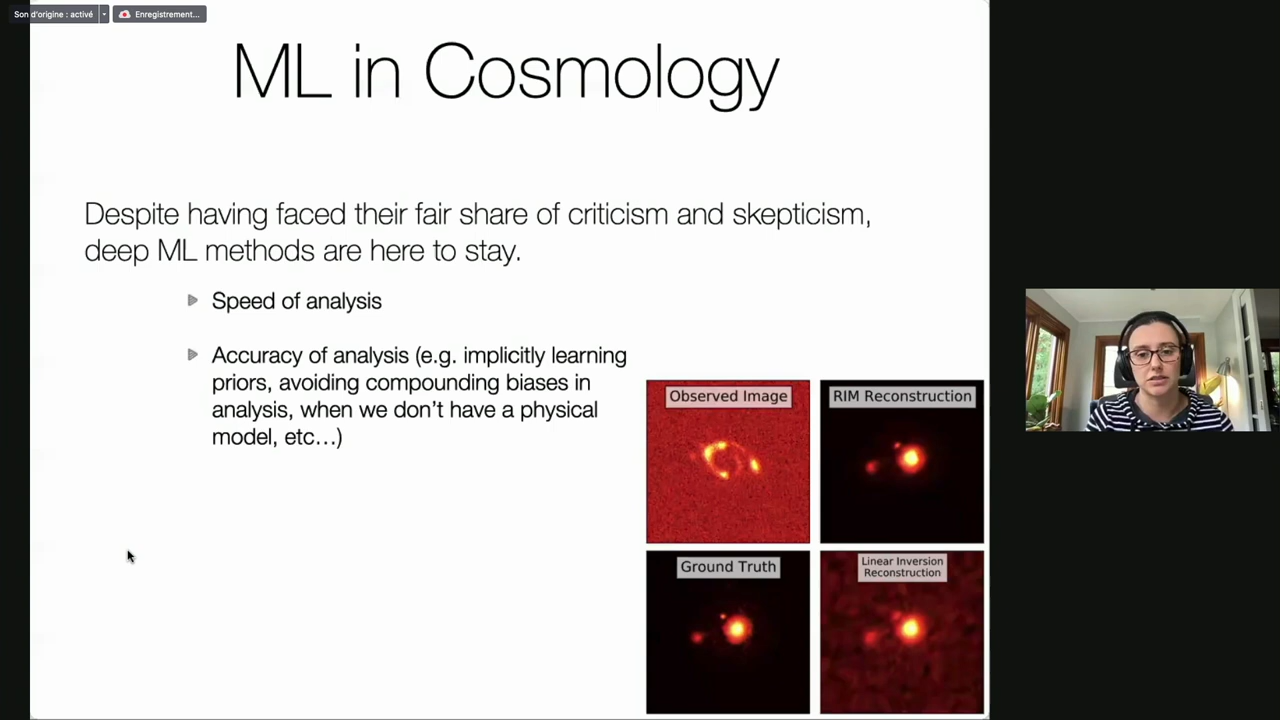 Son d'origine : activé
Enregistrement...
ML in Cosmology
Despite having faced their fair share of criticism and skepticism,
deep ML methods are here to stay.
Speed of analysis
Accuracy of analysis (e.g. implicitly learning
priors, avoiding compounding biases in
analysis, when we don't have a physical
model, etc...)
Observed Image
RIM Reconstruction
Ground Truth
Linear Inversion
Reconstruction